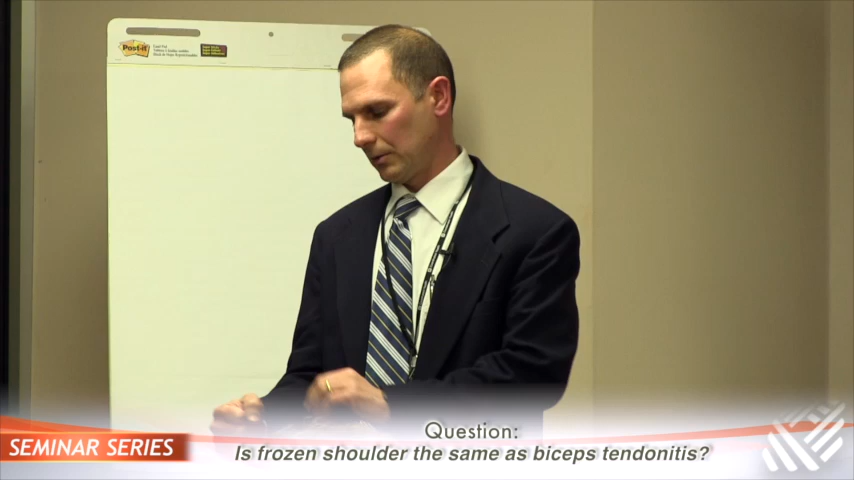 Post-it
Question:
Is frozen shoulder the same as biceps tendonitis?
SEMINAR SERIES